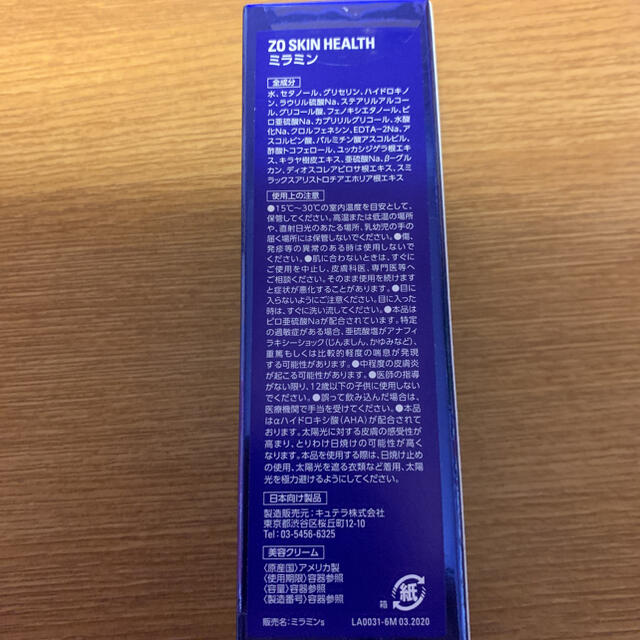 ZO SKIN HEALTH
ミラミン
全成分
水、セタノール、グリセリン、ハイドロキノ
ン、ラウリル硫酸Na、ステアリルアルコー
ル、グリコール酸、フェノキシエタノール、ピ
ロ亜硫酸Na、カプリリルグリコール、水酸
化Na、クロルフェネシン、EDTA−2Na、ア
スコルビン酸、パルミチン酸アスコルビル、
酢酸トコフェロール、ユッカシジゲラ根エキ
ス、キラヤ樹皮エキス、亜硫酸Na、βーグル
カン、ディオスコレアビロサ根エキス、スミ
ラックスアリストロチアエホリア根エキス
使用上の注意
●15℃〜30℃の室内温度を目安として、
保管してください。高温または低温の場所
や、直射日光のあたる場所、乳幼児の手の
届く場所には保管しないでください。●傷、
発疹等の異常のある時は使用しないで
ください。●肌に合わないときは、すぐに
ご使用を中止し、皮膚科医、専門医等へ
ご相談ください。そのまま使用を続けます
と症状が悪化することがあります。●目に
入らないようにご注意ください。目に入った
時は、すぐに洗い流してください。●本品は
ピロ亜硫酸Naが配合されています。特定
の過敏症がある場合、亜硫酸塩がアナフィ
ラキシーショック(じんましん、かゆみなど)、
重篤もしくは比較的軽度の喘息が発現
する可能性があります。●中程度の皮膚炎
が起こる可能性があります。●医師の指導
がない限り、12歳以下の子供に使用しない
でください。●誤って飲み込んだ場合は、
医療機関で手当を受けてください。●本品
はαハイドロキシ酸(AHA)が配合されて
おります。太陽光に対する皮膚の感受性が
高まり、とりわけ日焼けの可能性が高く
なります。本品を使用する際は、日焼け止め
の使用、太陽光を遮る衣類など着用、太陽
光を極力避けるようにしてください。
日本向け製品
製造販売元:キュテラ株式会社
東京都渋谷区桜丘町12-10
Tel:03-5456-6325
美容クリーム
〈原産国〉アメリカ製
〈使用期限〉容器参照
〈容量〉容器参照
〈製造番号〉容器参照
箱 紙
販売名:ミラミンs LA0031-6M 03.2020